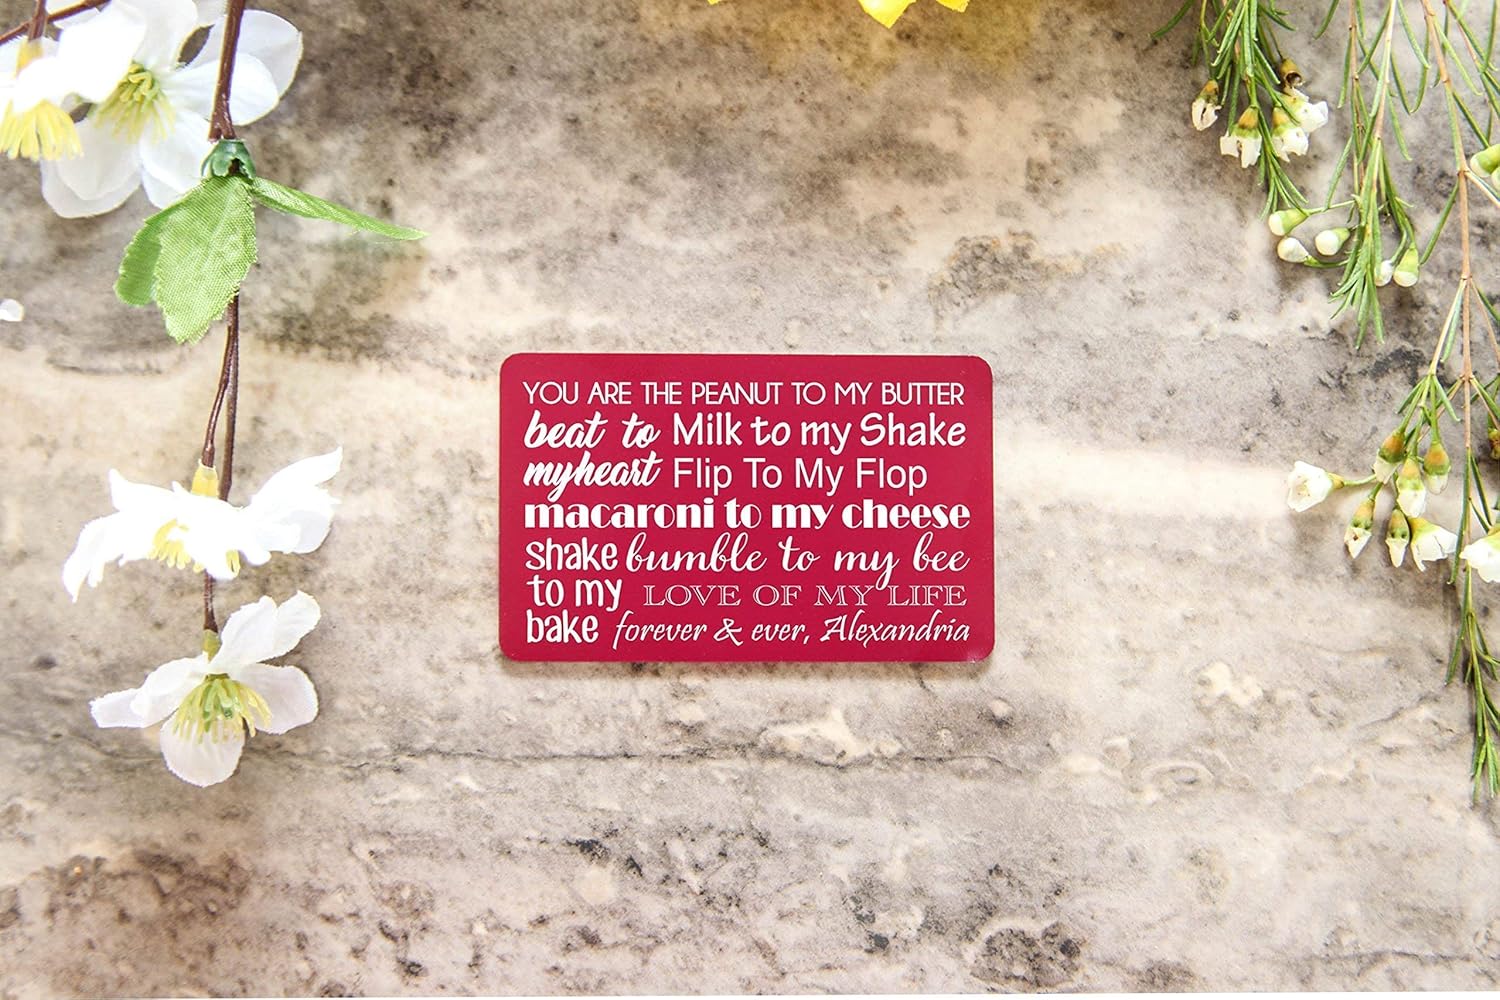 YOU ARE THE PEANUT TO MY BUTTER
beat to
myheart
Milk to my Shake
Flip To My Flop
macaroni to my cheese
shake
to my
bake
bumble to my bee
LOVE OF MY LIFE
forever & ever, Alexandria